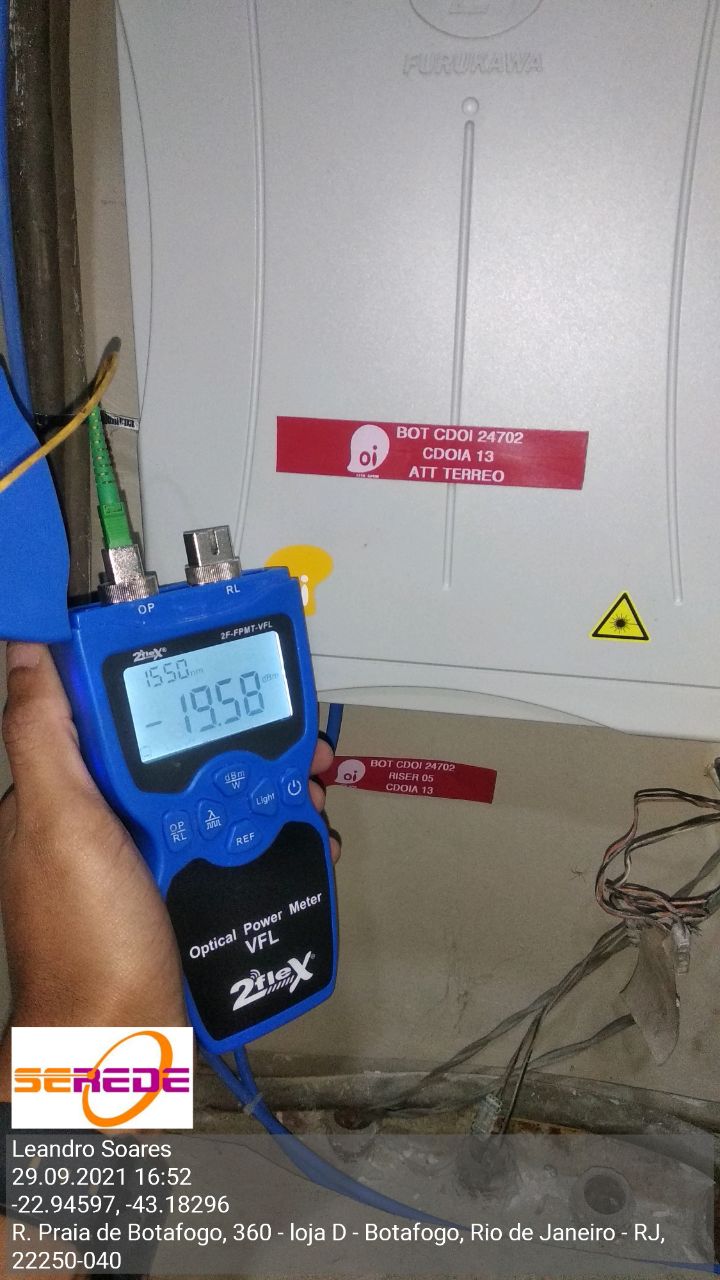 FURUKAWA
oi
BOT CDOI 24702
CDOIA 13
ATT TERREO
OP
RL
2flex®
2F-FPMT-VFL
1550nm
-19.58 dBm
dBm
W
Light
OP
RL
λ
REF
Optical Power Meter
VFL
2fleX®
oi
BOT CDOI 24702
RISER 05
CDOIA 13
SEREDE
Leandro Soares
29.09.2021 16:52
-22.94597, -43.18296
R. Praia de Botafogo, 360 - loja D - Botafogo, Rio de Janeiro - RJ,
22250-040